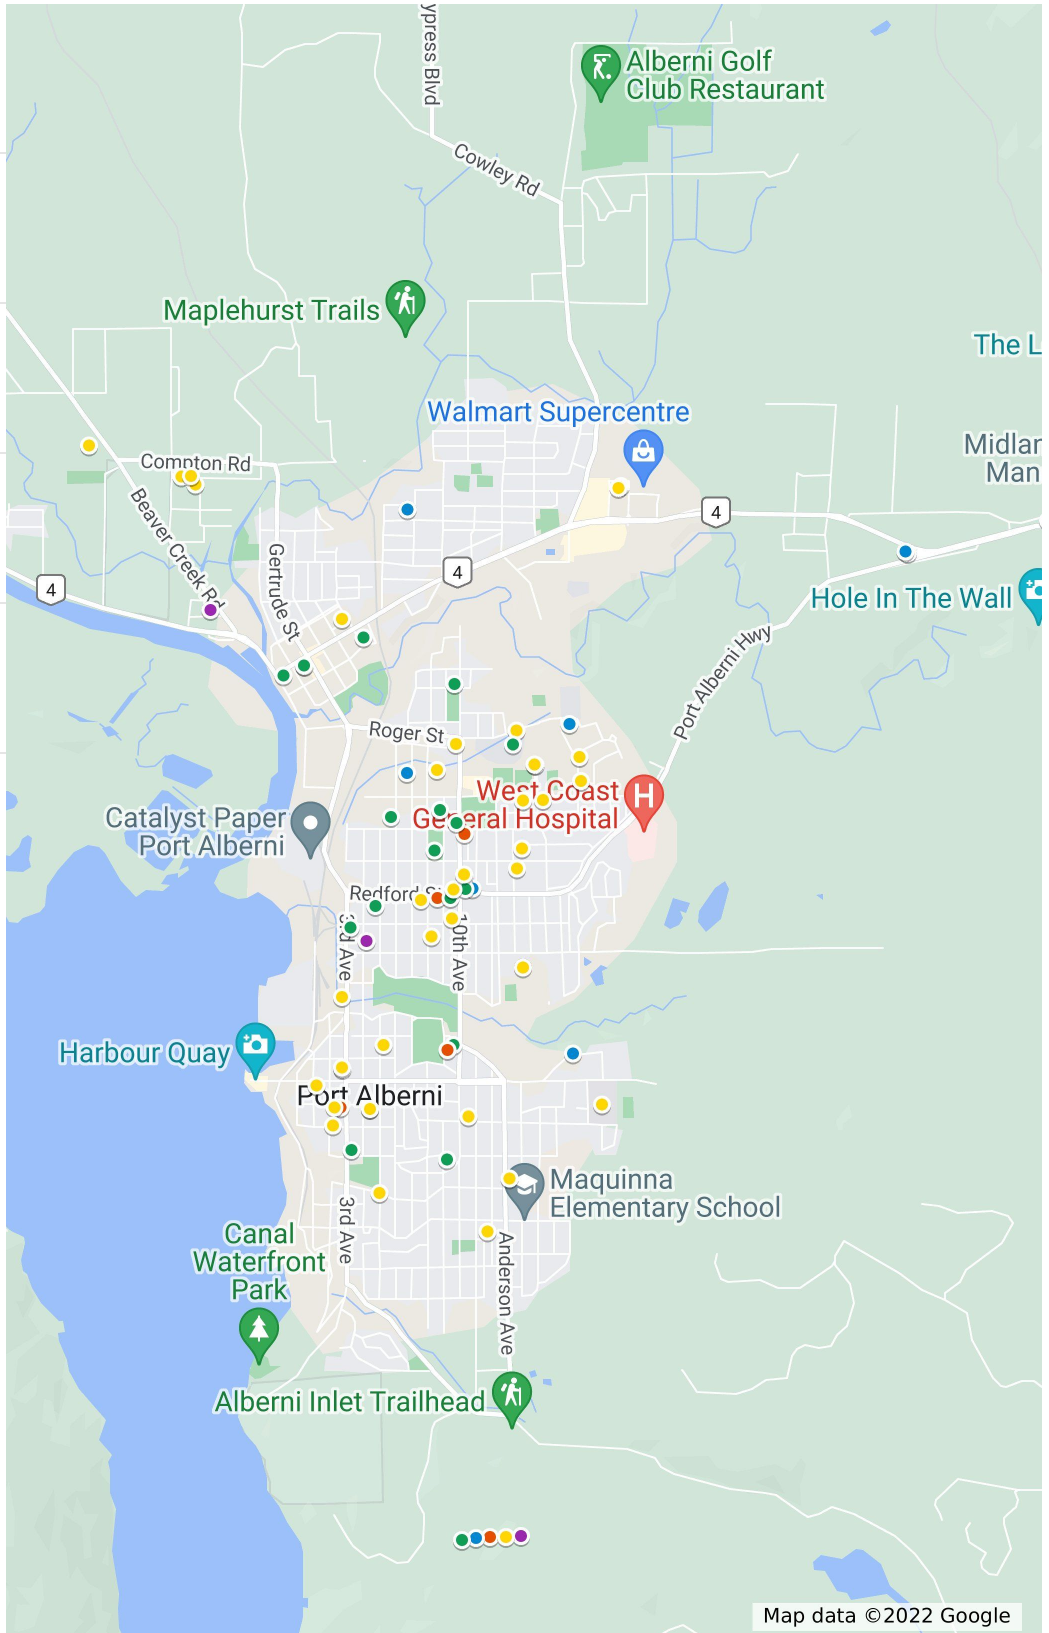 ypress Blvd
Alberni Golf
Club Restaurant
Cowley Rd
Maplehurst Trails
The L
Walmart Supercentre
Midlar
Man
Compton Rd
Beaver Creek Rd
4
4
Gertrude St
4
Hole In The Wall
Port Alberni Hwy
Roger St
West Coast
General Hospital
H
Catalyst Paper
Port Alberni
Redford St
3rd Ave
10th Ave
Harbour Quay
Port Alberni
Maquinna
Elementary School
3rd Ave
Canal
Waterfront
Park
Anderson Ave
Alberni Inlet Trailhead
Map data ©2022 Google